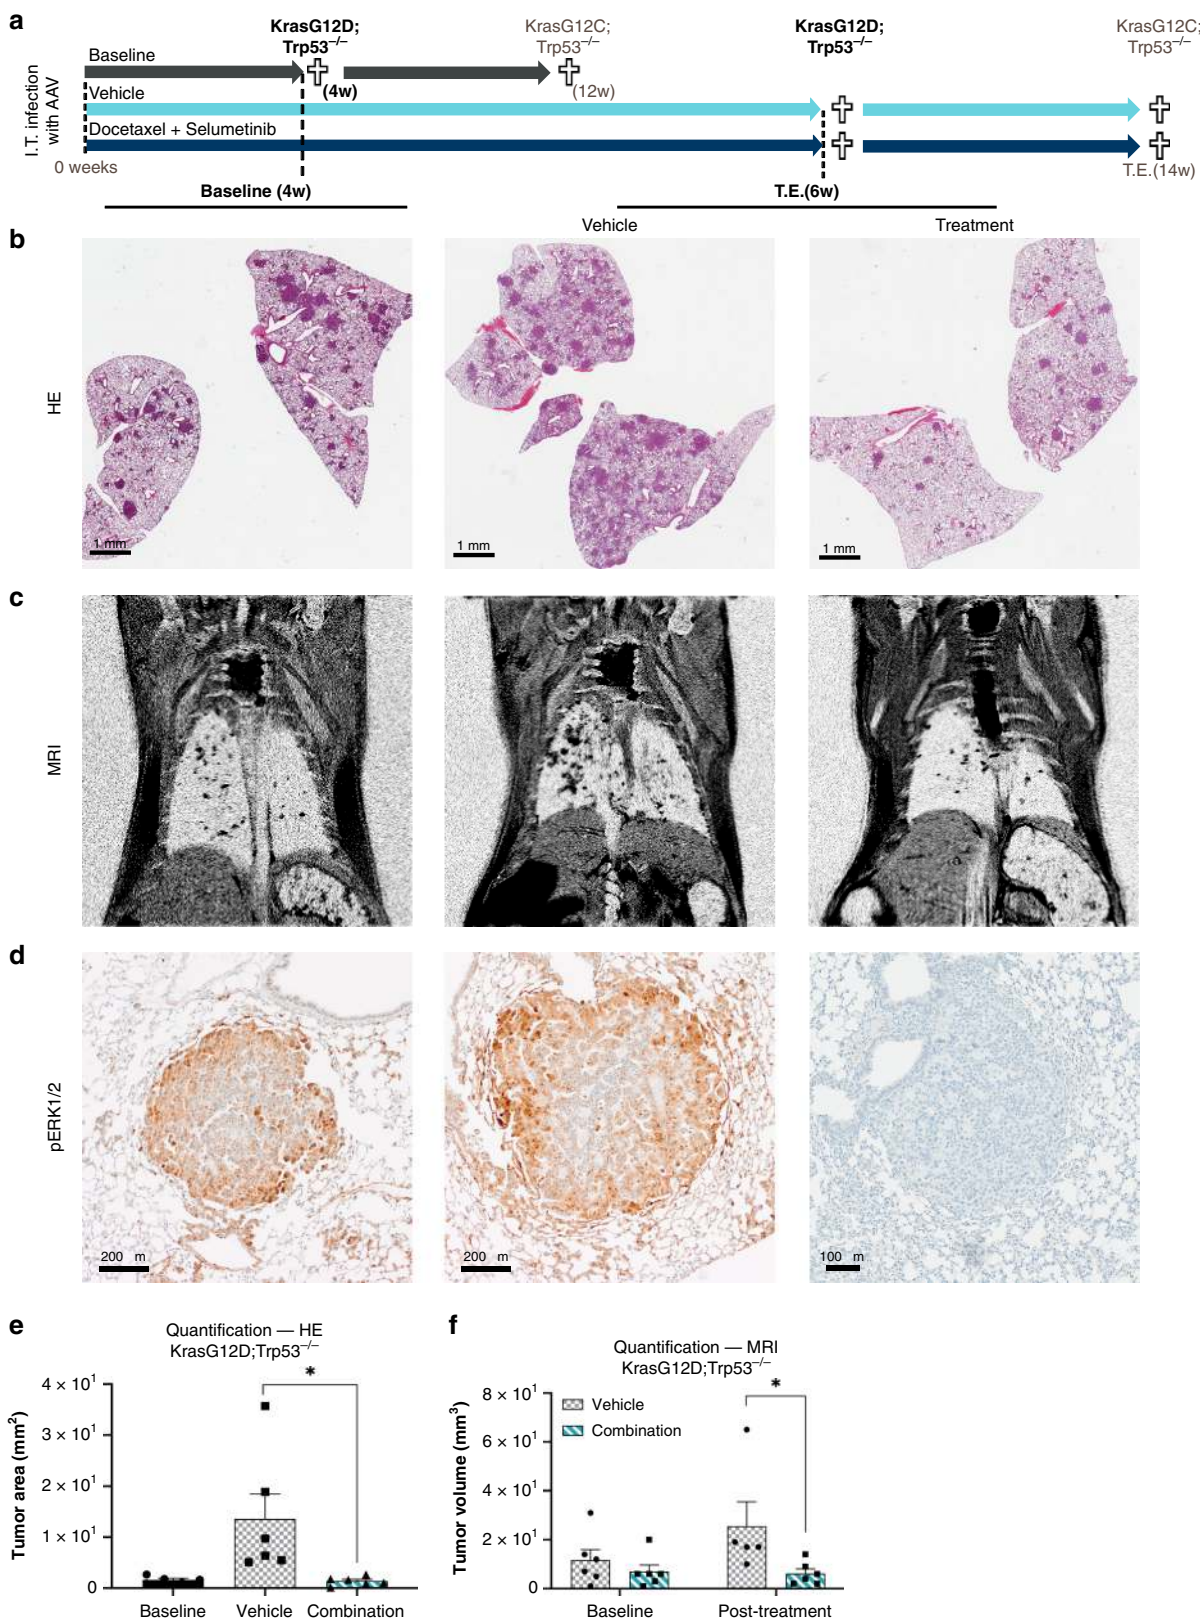 a
KrasG12D;
Trp53−/−
KrasG12C;
Trp53−/−
KrasG12D;
Trp53−/−
KrasG12C;
Trp53−/−
I.T. infection
with AAV
Baseline
(4w)
(12w)
Vehicle
Docetaxel + Selumetinib
0 weeks
T.E.(14w)
Baseline (4w)
T.E.(6w)
Vehicle
Treatment
b
HE
1 mm
1 mm
1 mm
c
MRI
d
pERK1/2
200 m
200 m
100 m
e
Quantification — HE
KrasG12D;Trp53−/−
*
Tumor area (mm²)
4 × 10¹
3 × 10¹
2 × 10¹
1 × 10¹
0
Baseline
Vehicle
Combination
f
Quantification — MRI
KrasG12D;Trp53−/−
*
Vehicle
Combination
Tumor volume (mm³)
8 × 10¹
6 × 10¹
4 × 10¹
2 × 10¹
0
Baseline
Post-treatment